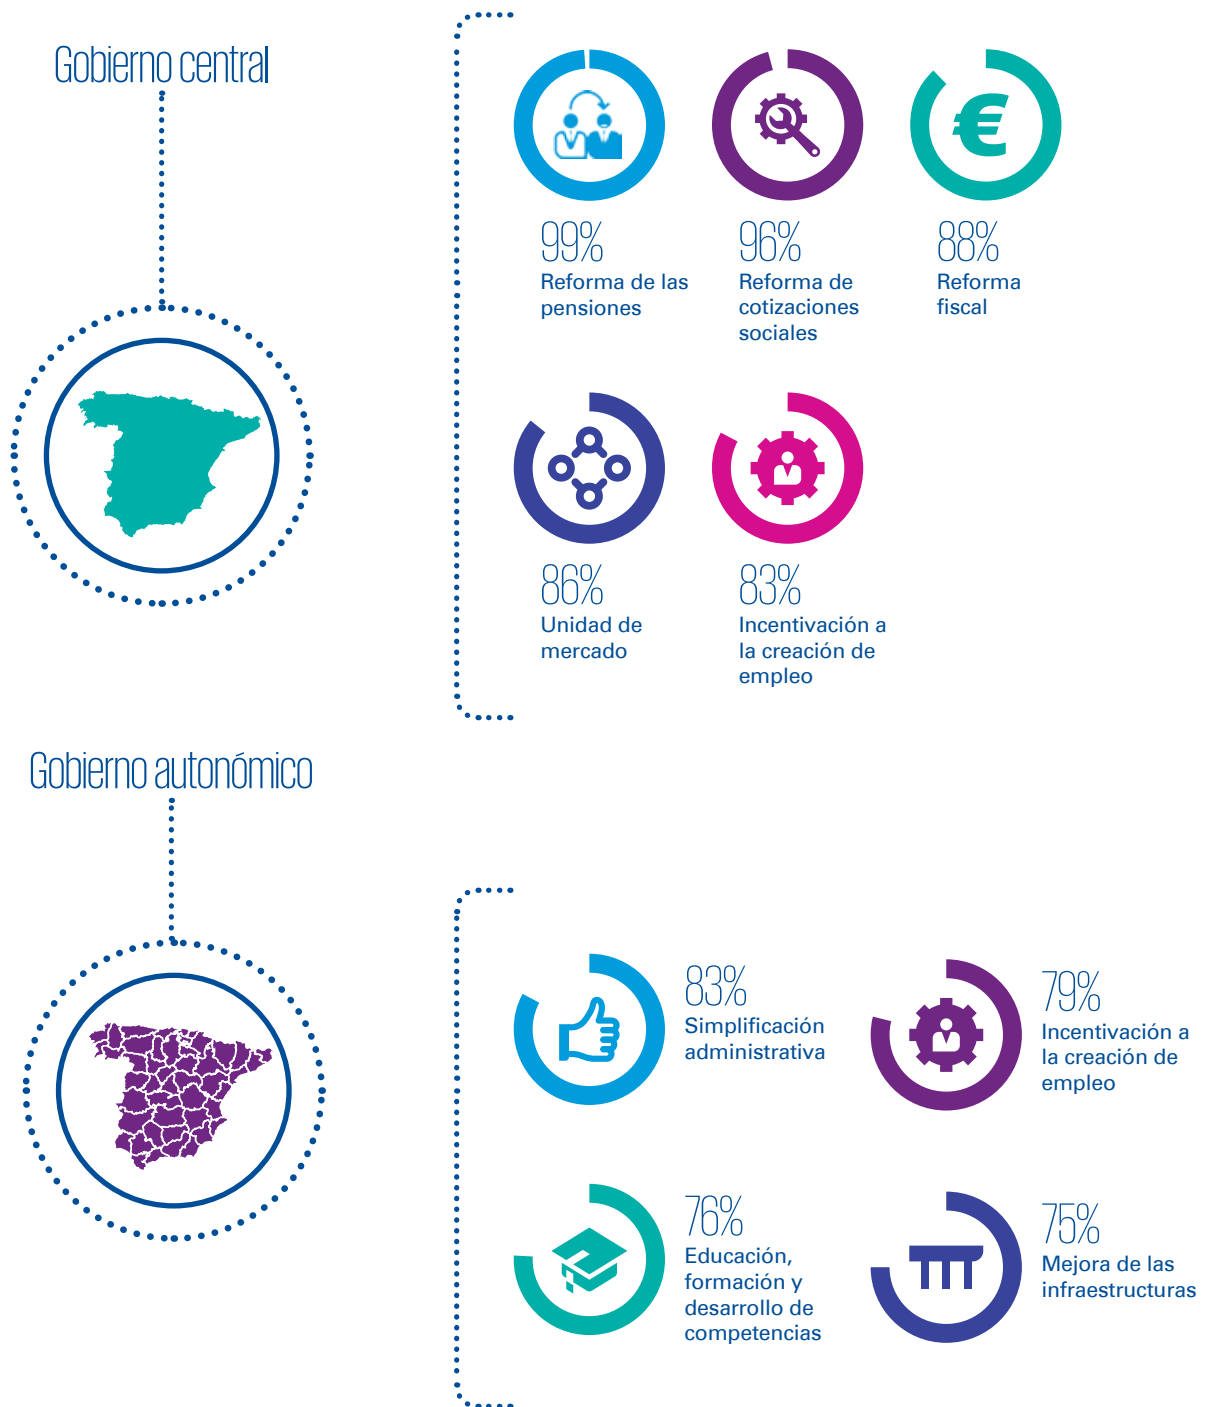 Gobierno central
99%
Reforma de las
pensiones
96%
Reforma de
cotizaciones
sociales
88%
Reforma
fiscal
86%
Unidad de
mercado
83%
Incentivación a
la creación de
empleo
Gobierno autonómico
83%
Simplificación
administrativa
79%
Incentivación a
la creación de
empleo
76%
Educación,
formación y
desarrollo de
competencias
75%
Mejora de las
infraestructuras